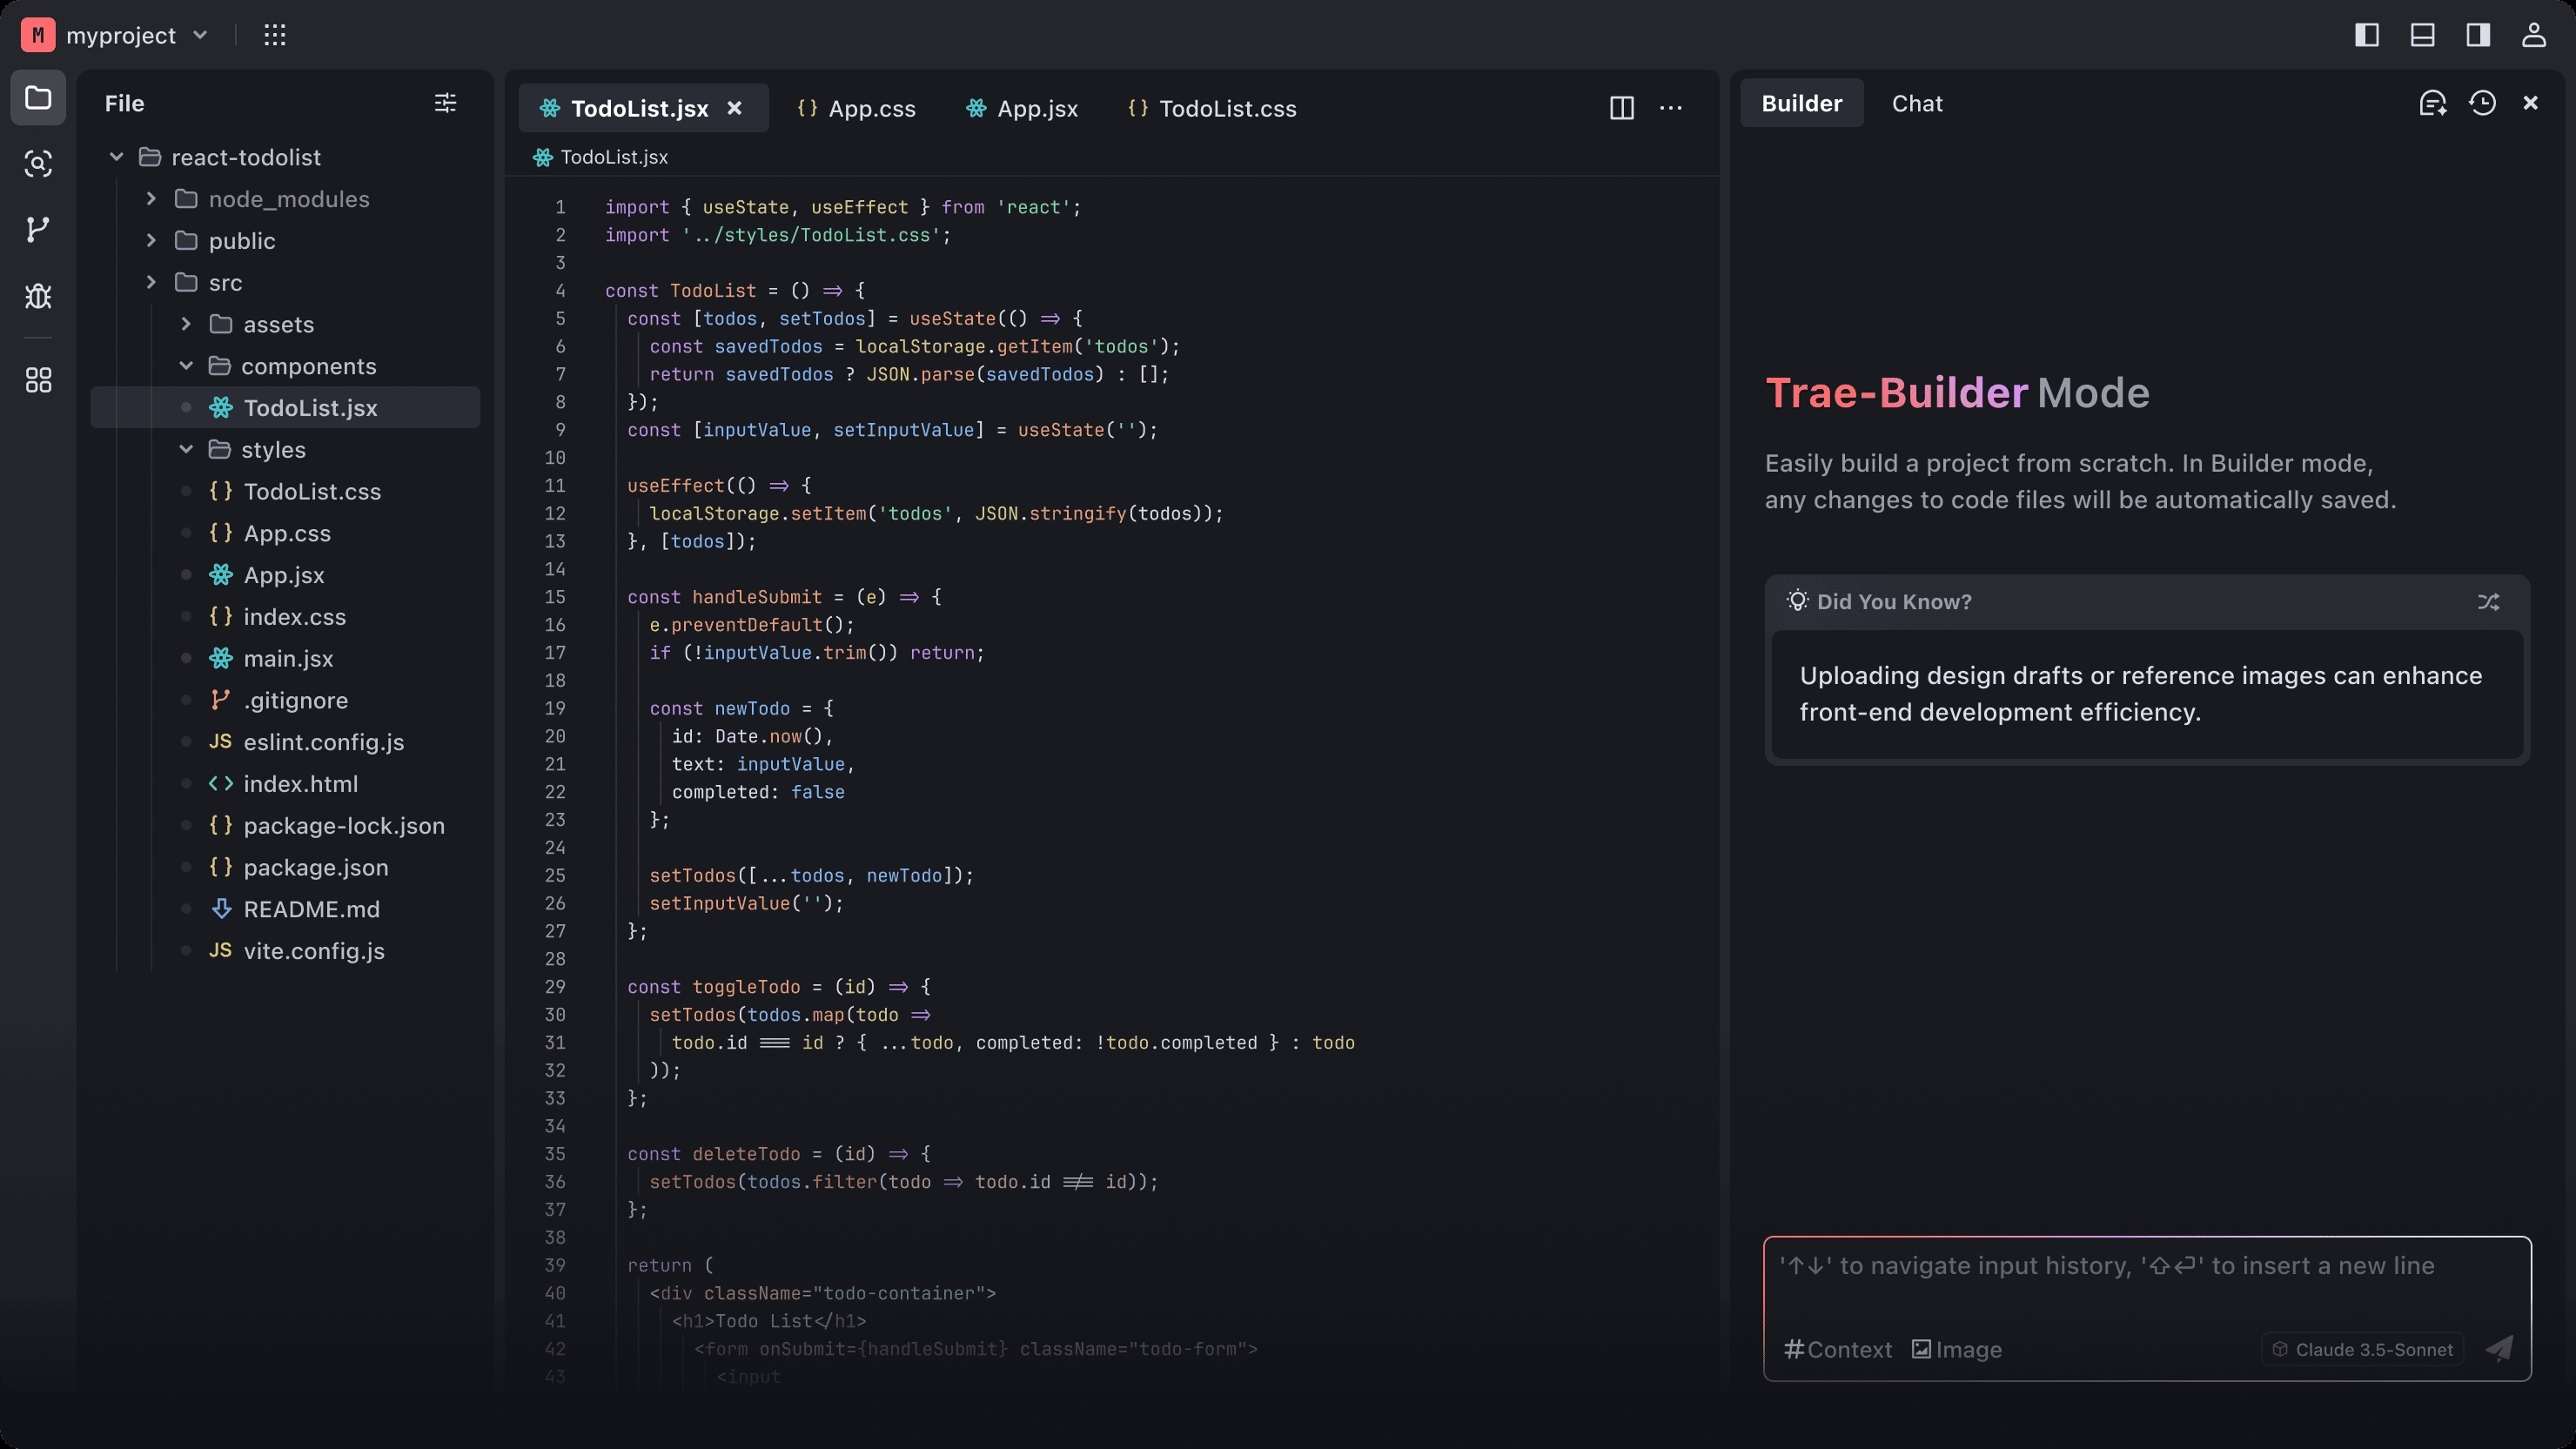 M myproject
File
react-todolist
node_modules
public
src
assets
components
TodoList.jsx
styles
{} TodoList.css
{} App.css
App.jsx
{} index.css
main.jsx
.gitignore
JS eslint.config.js
<> index.html
{} package-lock.json
{} package.json
README.md
JS vite.config.js
TodoList.jsx × {} App.css App.jsx {} TodoList.css
TodoList.jsx
1 import { useState, useEffect } from 'react';
2 import '../styles/TodoList.css';
3
4 const TodoList = () => {
5 const [todos, setTodos] = useState(() => {
6 const savedTodos = localStorage.getItem('todos');
7 return savedTodos ? JSON.parse(savedTodos) : [];
8 });
9 const [inputValue, setInputValue] = useState('');
10
11 useEffect(() => {
12 localStorage.setItem('todos', JSON.stringify(todos));
13 }, [todos]);
14
15 const handleSubmit = (e) => {
16 e.preventDefault();
17 if (!inputValue.trim()) return;
18
19 const newTodo = {
20 id: Date.now(),
21 text: inputValue,
22 completed: false
23 };
24
25 setTodos([...todos, newTodo]);
26 setInputValue('');
27 };
28
29 const toggleTodo = (id) => {
30 setTodos(todos.map(todo =>
31 todo.id === id ? { ...todo, completed: !todo.completed } : todo
32 ));
33 };
34
35 const deleteTodo = (id) => {
36 setTodos(todos.filter(todo => todo.id !== id));
37 };
38
39 return (
40 <div className="todo-container">
41 <h1>Todo List</h1>
42 <form onSubmit={handleSubmit} className="todo-form">
43 <input
Builder Chat
Trae-Builder Mode
Easily build a project from scratch. In Builder mode,
any changes to code files will be automatically saved.
Did You Know?
Uploading design drafts or reference images can enhance
front-end development efficiency.
'↑↓' to navigate input history, '⇧⏎' to insert a new line
#Context Image Claude 3.5-Sonnet